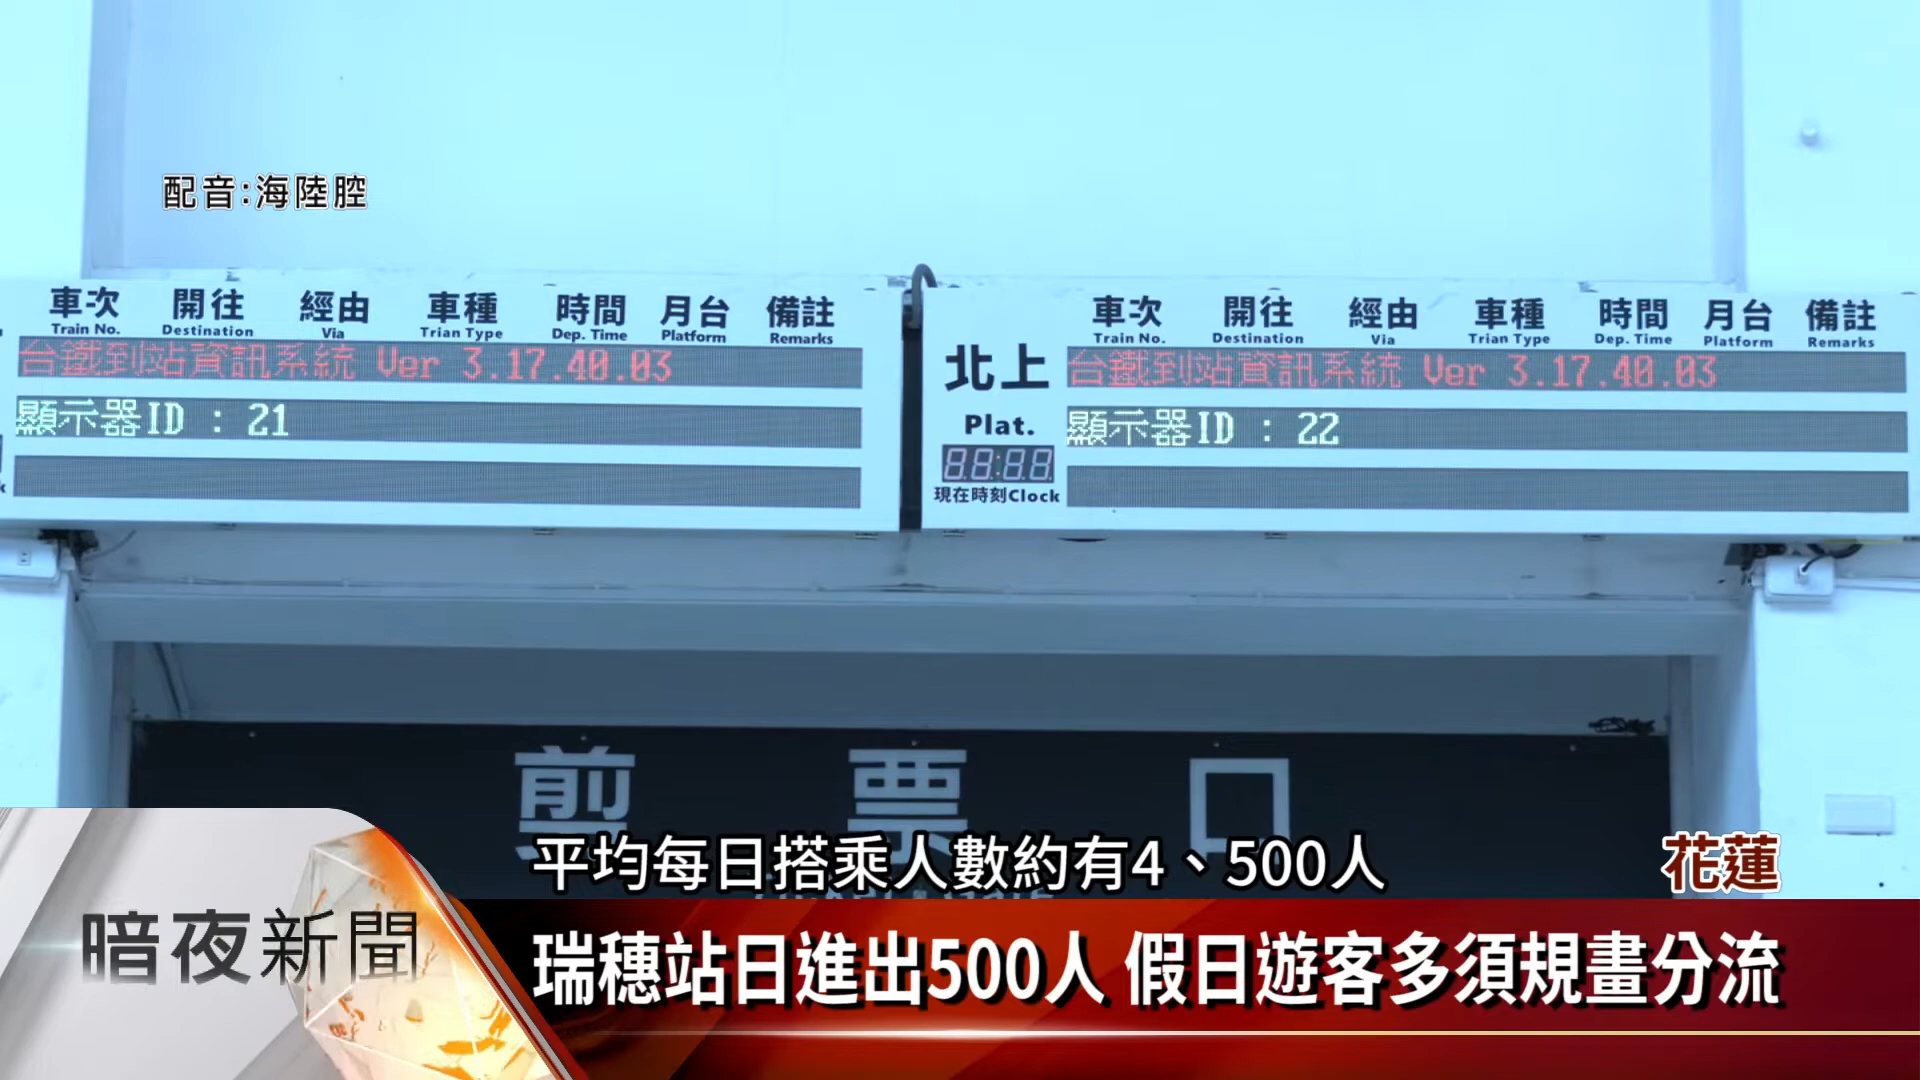 配音:海陸腔
車次 開往 經由 車種 時間 月台 備註
Train No. Destination Via Trian Type Dep. Time Platform Remarks
台鐵到站資訊系統 Ver 3.17.40.03
顯示器ID : 21
車次 開往 經由 車種 時間 月台 備註
Train No. Destination Via Trian Type Dep. Time Platform Remarks
北上
Plat.
88:88
現在時刻Clock
台鐵到站資訊系統 Ver 3.17.40.03
顯示器ID : 22
剪票口
平均每日搭乘人數約有4、500人
花蓮
暗夜新聞
瑞穗站日進出500人 假日遊客多須規畫分流